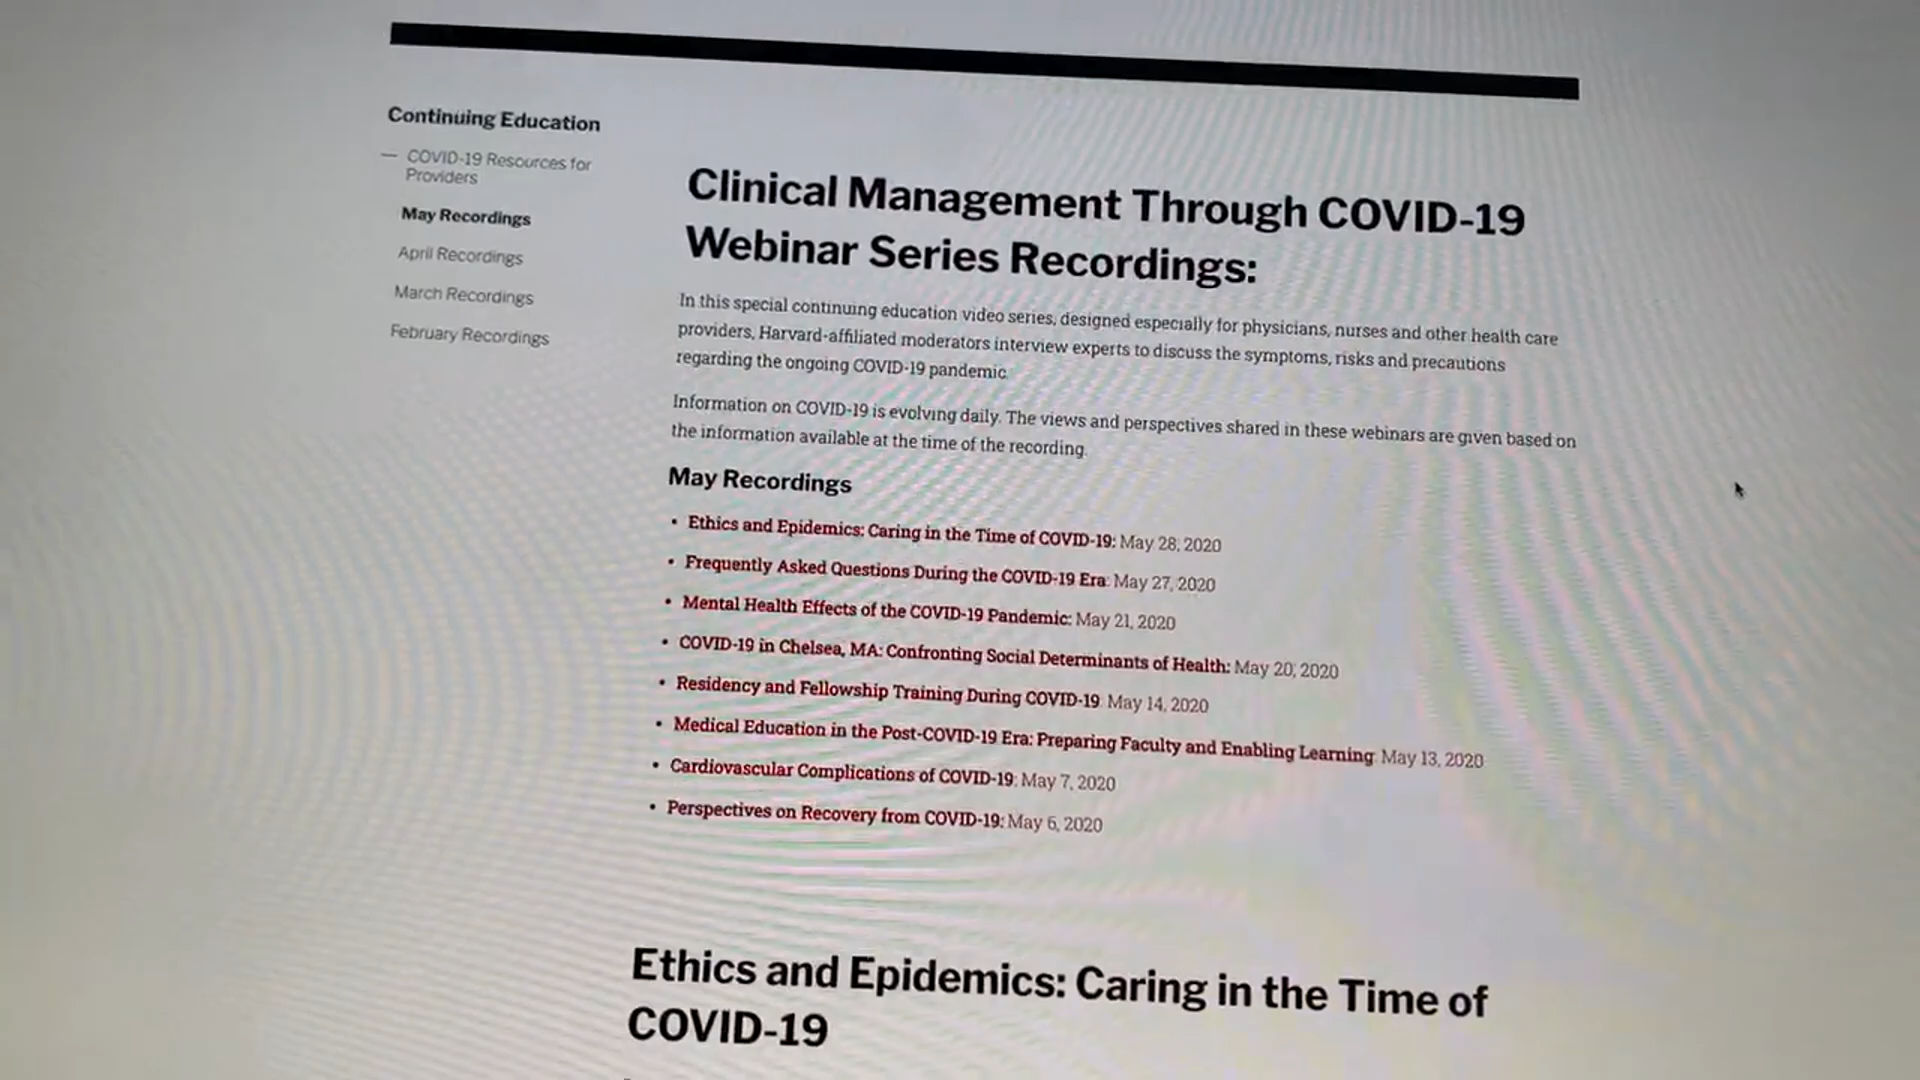 Continuing Education
— COVID-19 Resources for
Providers
May Recordings
April Recordings
March Recordings
February Recordings
Clinical Management Through COVID-19
Webinar Series Recordings:
In this special continuing education video series, designed especially for physicians, nurses and other health care
providers, Harvard-affiliated moderators interview experts to discuss the symptoms, risks and precautions
regarding the ongoing COVID-19 pandemic.
Information on COVID-19 is evolving daily. The views and perspectives shared in these webinars are given based on
the information available at the time of the recording.
May Recordings
• Ethics and Epidemics: Caring in the Time of COVID-19: May 28, 2020
• Frequently Asked Questions During the COVID-19 Era: May 27, 2020
• Mental Health Effects of the COVID-19 Pandemic: May 21, 2020
• COVID-19 in Chelsea, MA: Confronting Social Determinants of Health: May 20, 2020
• Residency and Fellowship Training During COVID-19: May 14, 2020
• Medical Education in the Post-COVID-19 Era: Preparing Faculty and Enabling Learning: May 13, 2020
• Cardiovascular Complications of COVID-19: May 7, 2020
• Perspectives on Recovery from COVID-19: May 6, 2020
Ethics and Epidemics: Caring in the Time of
COVID-19